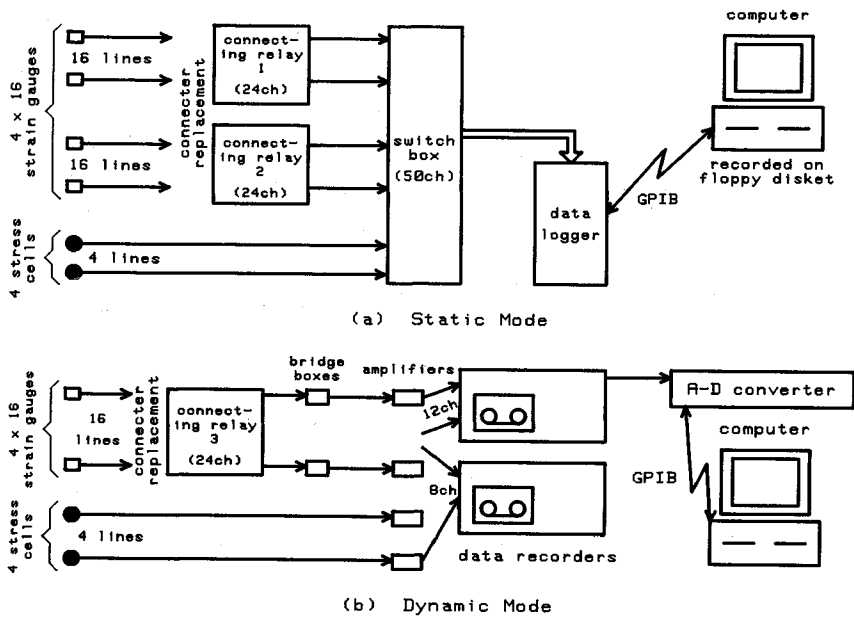 4 x 16
strain gauges
16 lines
16 lines
connecter
replacement
connect-
ing relay
1
(24ch)
connect-
ing relay
2
(24ch)
switch
box
(50ch)
data
logger
GPIB
computer
recorded on
floppy disket
4 stress
cells
4 lines
(a) Static Mode
4 x 16
strain gauges
16
lines
connecter
replacement
connect-
ing relay
3
(24ch)
bridge
boxes
amplifiers
12ch
8ch
data recorders
A-D converter
GPIB
computer
4 stress
cells
4 lines
(b) Dynamic Mode